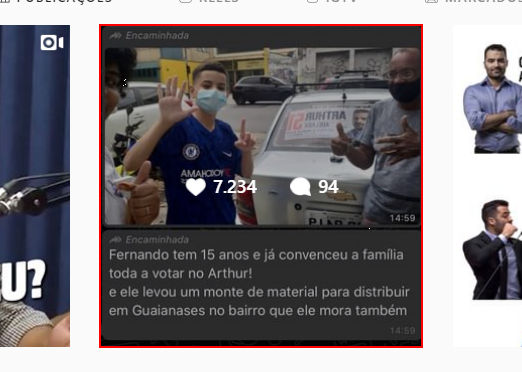 PUBLICAÇÕES
REELS
IGTV
MARCADOS
Encaminhada
ARTHUR
15
7.234
94
14:59
Encaminhada
Fernando tem 15 anos e já convenceu a família
toda a votar no Arthur!
e ele levou um monte de material para distribuir
em Guaianases no bairro que ele mora também
14:59
U?